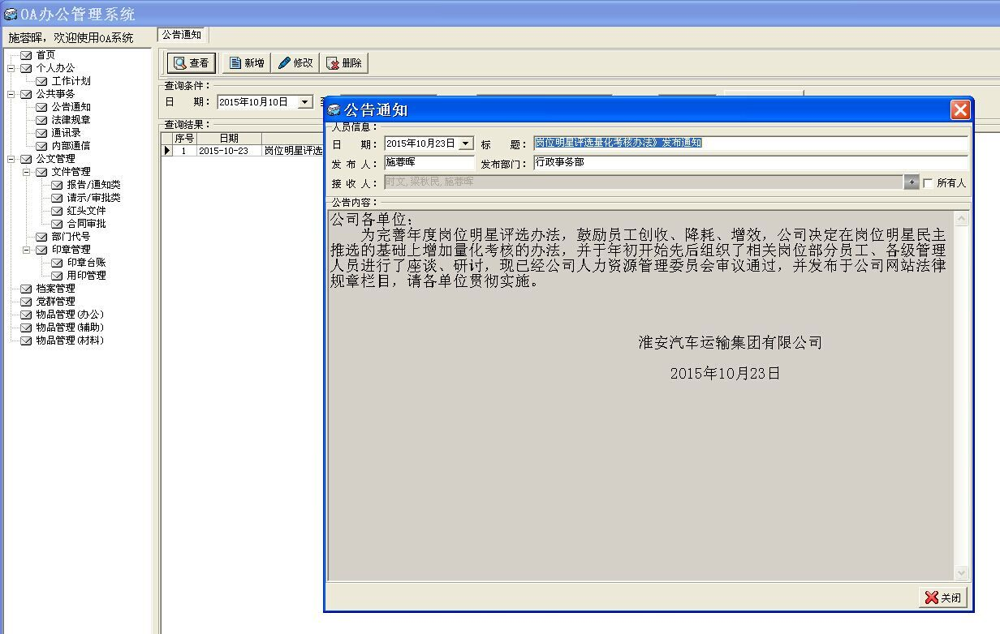 OA办公管理系统
施蓉晖，欢迎使用OA系统
首页
个人办公
工作计划
公共事务
公告通知
法律规章
通讯录
内部通信
公文管理
文件管理
报告/通知类
请示/审批类
红头文件
合同审批
部门代号
印章管理
印章台账
用印管理
档案管理
党群管理
物品管理(办公)
物品管理(辅助)
物品管理(材料)
公告通知
查看 新增 修改 删除
查询条件：
日 期： 2015年10月10日
查询结果：
序号 日期
1 2015-10-23 岗位明星评选
公告通知
人员信息：
日 期： 2015年10月23日 标 题： 岗位明星评选量化考核办法》发布通知
发 布 人： 施蓉晖 发布部门： 行政事务部
接 收 人： 时文,梁秋民,施蓉晖 + 所有人
公告内容：
公司各单位：
为完善年度岗位明星评选办法，鼓励员工创收、降耗、增效，公司决定在岗位明星民主
推选的基础上增加量化考核的办法，并于年初开始先后组织了相关岗位部分员工、各级管理
人员进行了座谈、研讨，现已经公司人力资源管理委员会审议通过，并发布于公司网站法律
规章栏目，请各单位贯彻实施。
淮安汽车运输集团有限公司
2015年10月23日
关闭